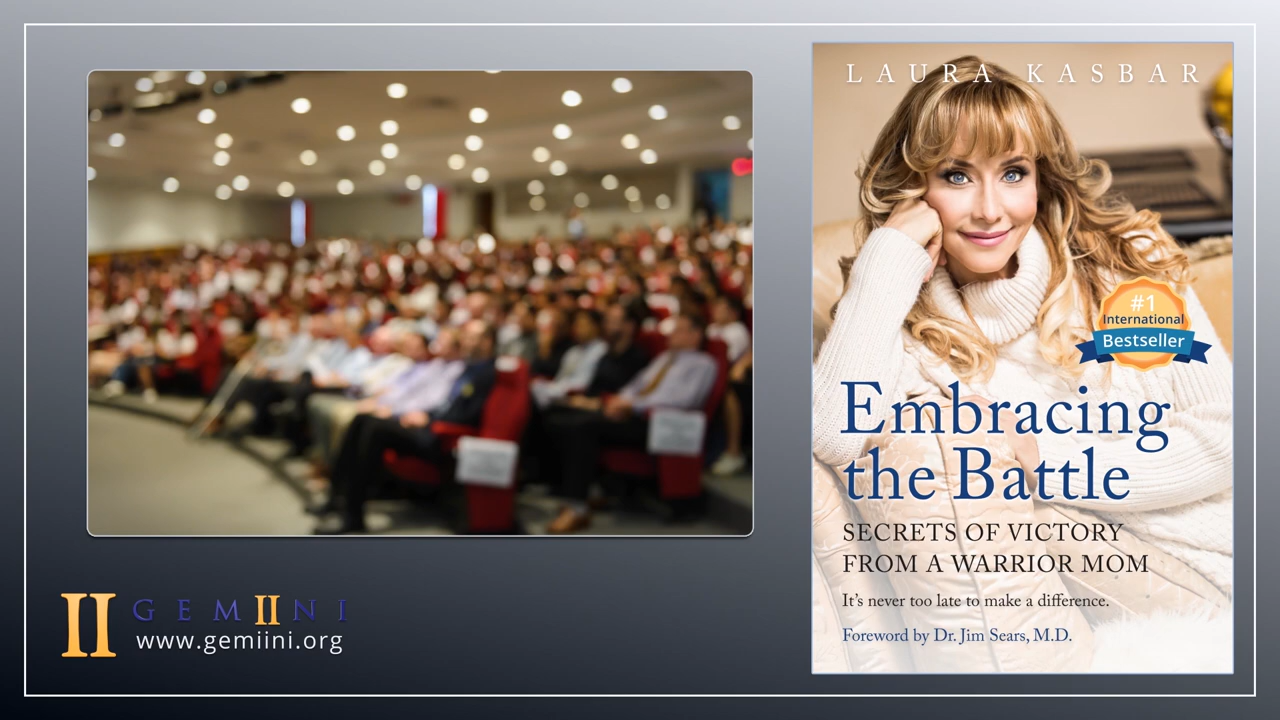 LAURA KASBAR
#1
International
Bestseller
Embracing
the Battle
SECRETS OF VICTORY
FROM A WARRIOR MOM
It's never too late to make a difference.
Foreword by Dr. Jim Sears, M.D.
II GEMIINI
www.gemiini.org